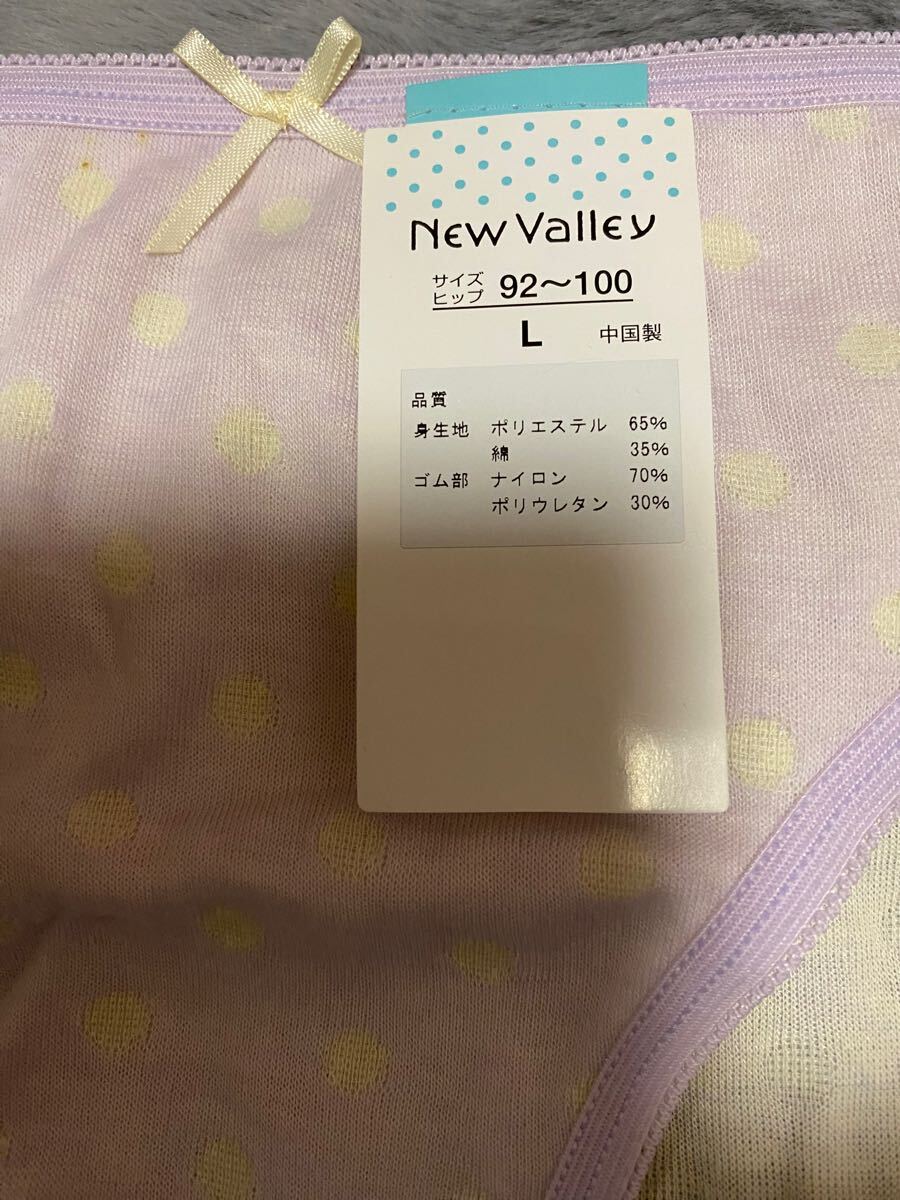 New Valley
サイズ
ヒップ 92〜100
L 中国製
品質
身生地 ポリエステル 65%
綿 35%
ゴム部 ナイロン 70%
ポリウレタン 30%